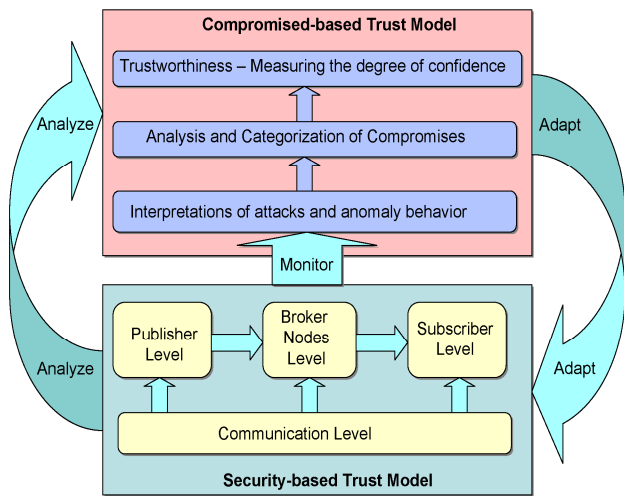 Compromised-based Trust Model
Trustworthiness – Measuring the degree of confidence
Analyze
Adapt
Analysis and Categorization of Compromises
Interpretations of attacks and anomaly behavior
Monitor
Publisher
Level
Broker
Nodes
Level
Subscriber
Level
Analyze
Adapt
Communication Level
Security-based Trust Model